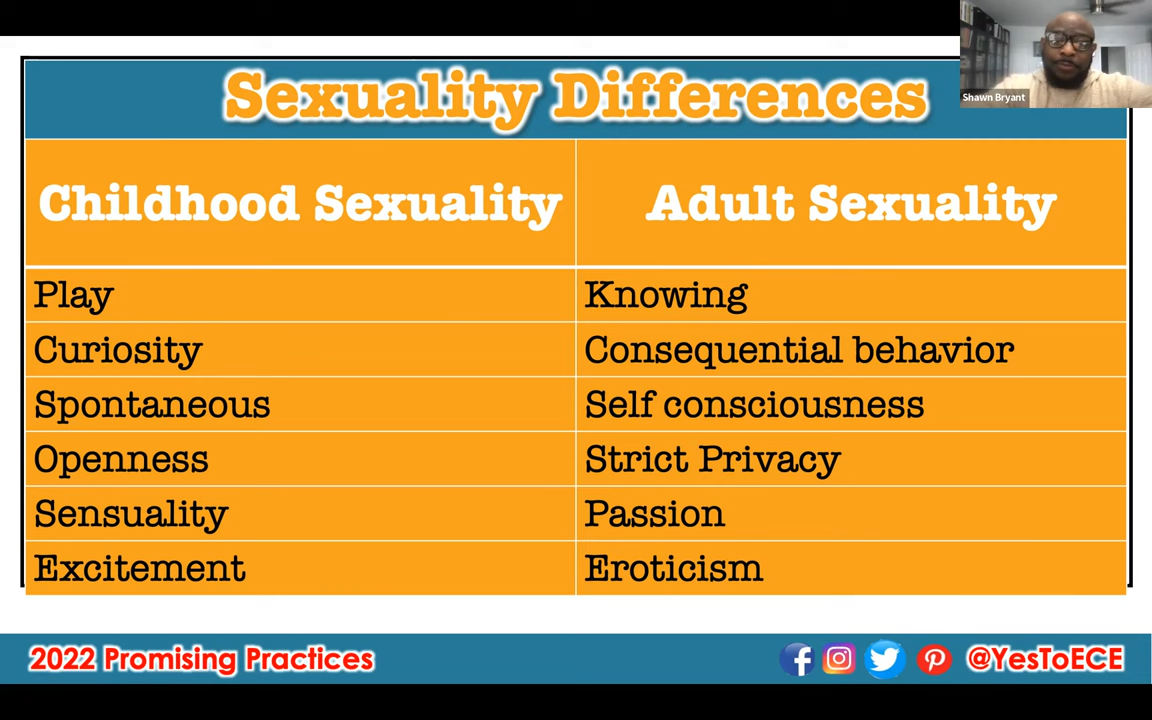 Sexuality Differences
Shawn Bryant
Childhood Sexuality Adult Sexuality
Play Knowing
Curiosity Consequential behavior
Spontaneous Self consciousness
Openness Strict Privacy
Sensuality Passion
Excitement Eroticism
2022 Promising Practices @YesToECE